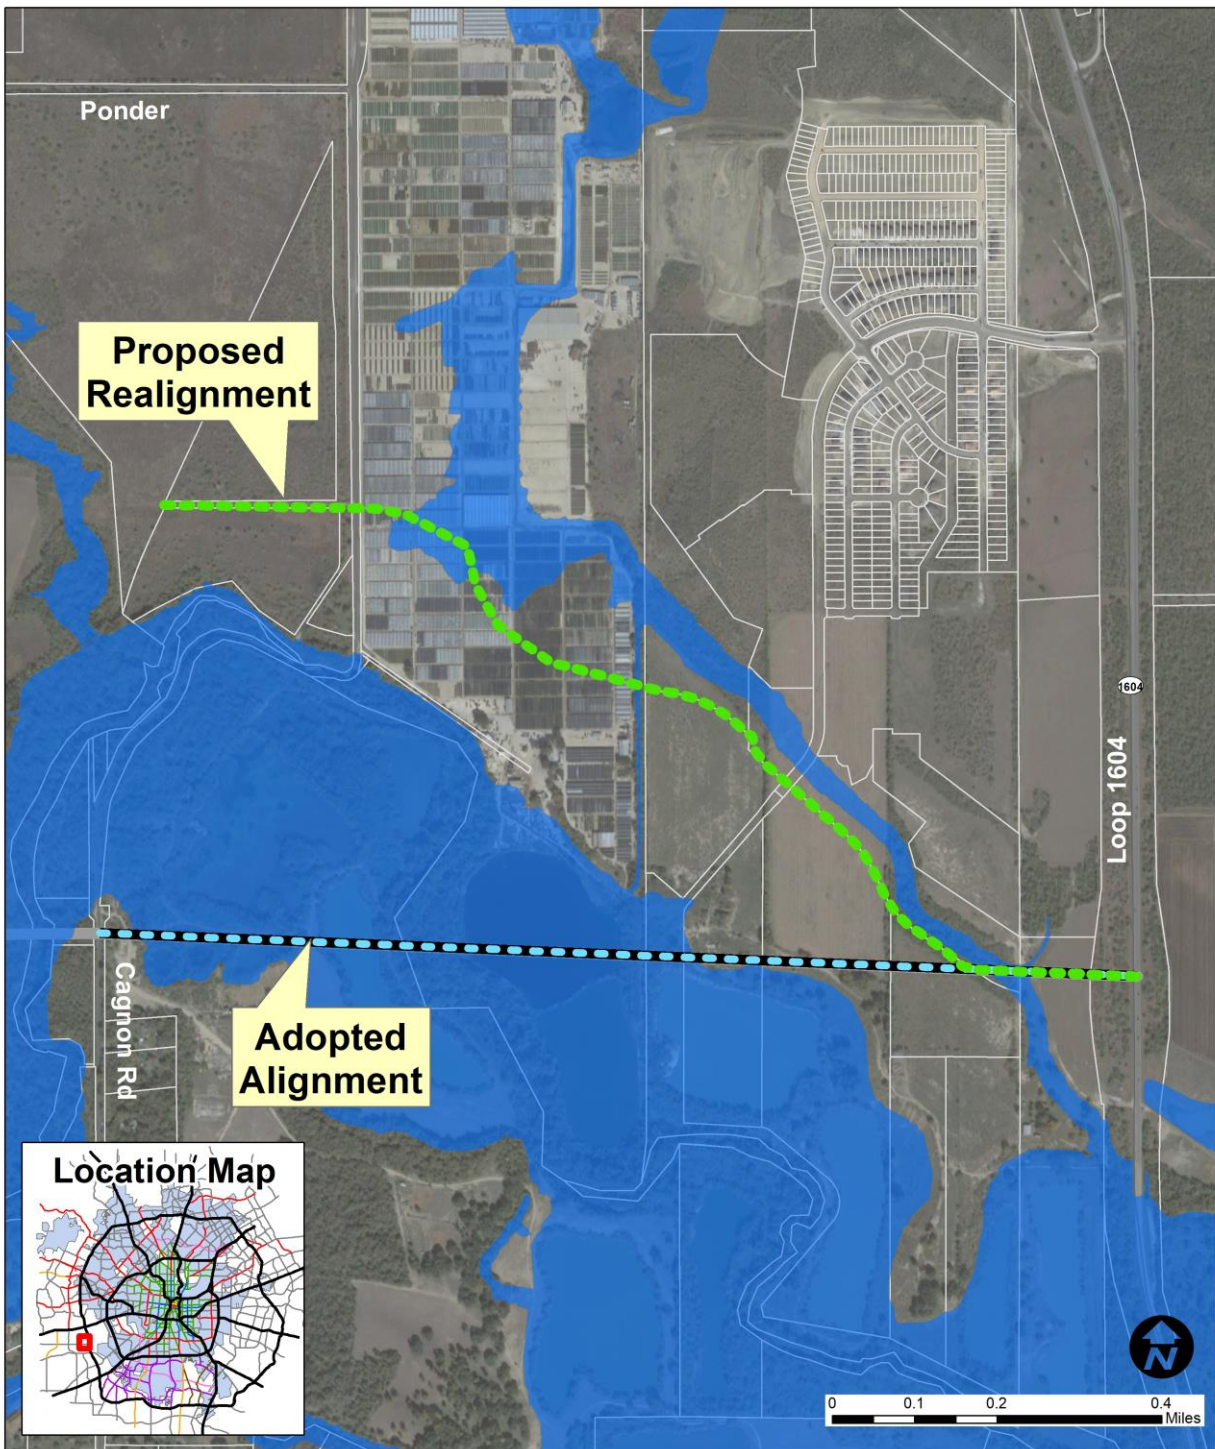 Ponder
Proposed
Realignment
1604
Loop 1604
Cagnon Rd
Adopted
Alignment
Location Map
N
0 0.1 0.2 0.4
Miles